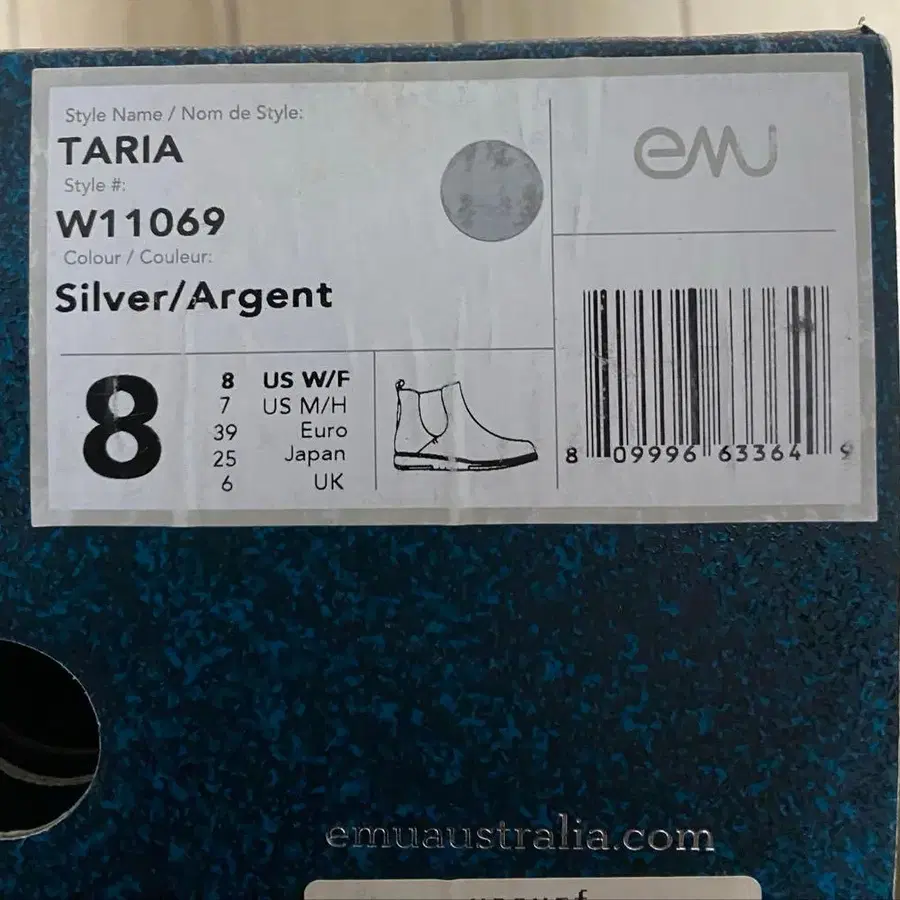 Style Name / Nom de Style:
TARIA
Style #:
W11069
Colour / Couleur:
Silver/Argent
emu
8
8 US W/F
7 US M/H
39 Euro
25 Japan
6 UK
8 09996 63364 9
emuaustralia.com